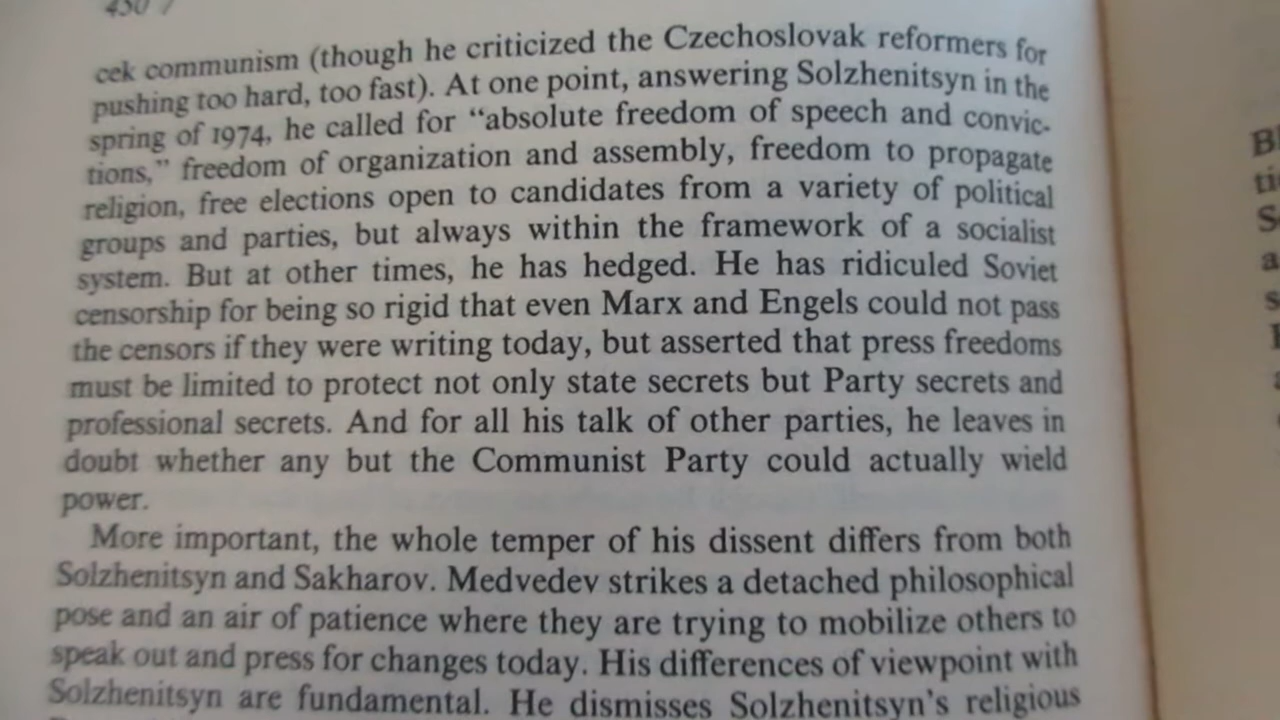 450 /
cek communism (though he criticized the Czechoslovak reformers for
pushing too hard, too fast). At one point, answering Solzhenitsyn in the
spring of 1974, he called for “absolute freedom of speech and convic-
tions,” freedom of organization and assembly, freedom to propagate
religion, free elections open to candidates from a variety of political
groups and parties, but always within the framework of a socialist
system. But at other times, he has hedged. He has ridiculed Soviet
censorship for being so rigid that even Marx and Engels could not pass
the censors if they were writing today, but asserted that press freedoms
must be limited to protect not only state secrets but Party secrets and
professional secrets. And for all his talk of other parties, he leaves in
doubt whether any but the Communist Party could actually wield
power.
More important, the whole temper of his dissent differs from both
Solzhenitsyn and Sakharov. Medvedev strikes a detached philosophical
pose and an air of patience where they are trying to mobilize others to
speak out and press for changes today. His differences of viewpoint with
Solzhenitsyn are fundamental. He dismisses Solzhenitsyn’s religious